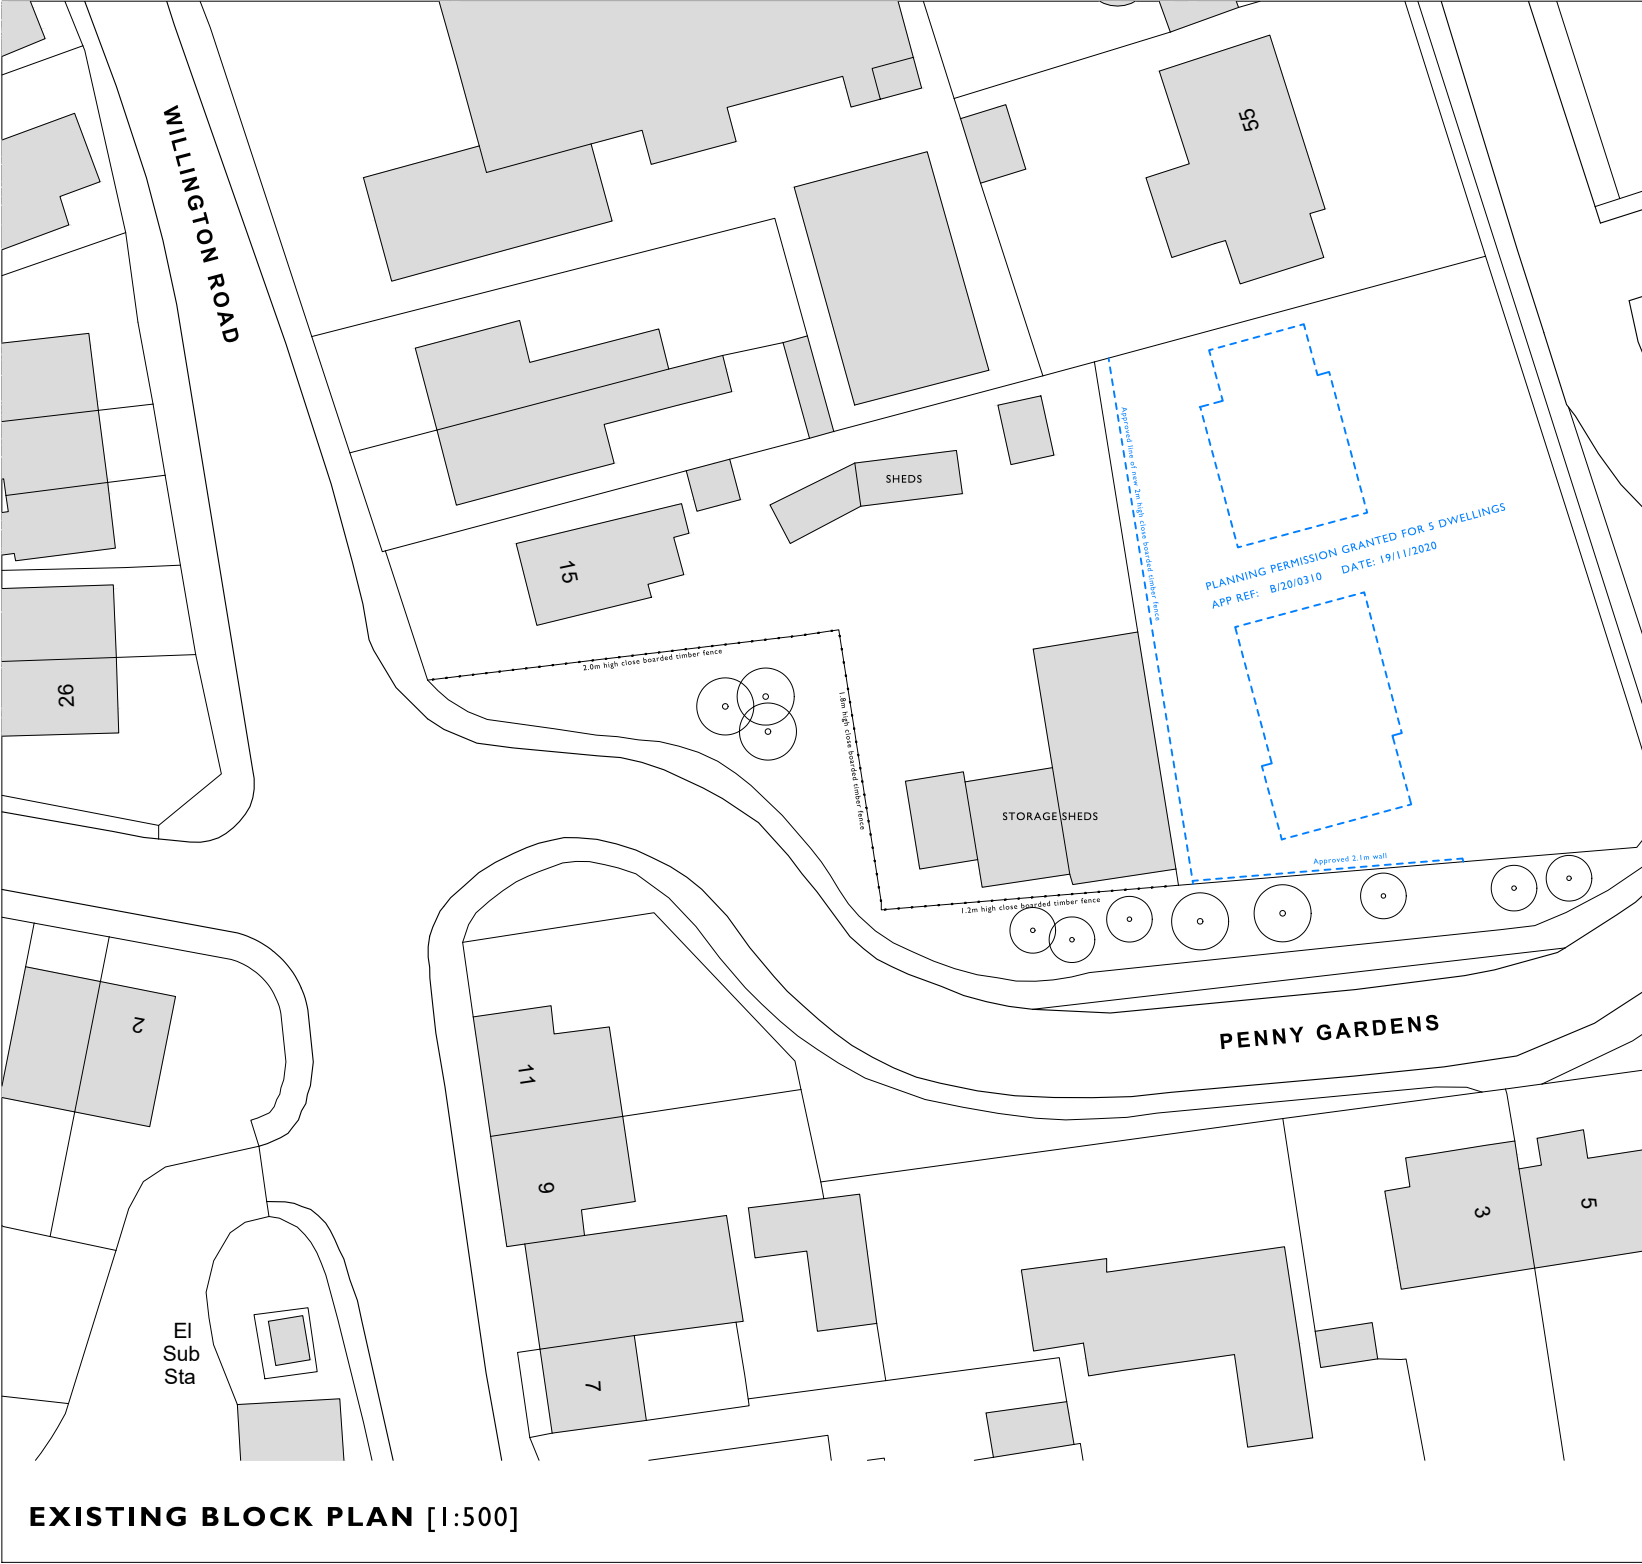 WILLINGTON ROAD
55
SHEDS
15
Approved line of new 2m high close boarded timber fence
PLANNING PERMISSION GRANTED FOR 5 DWELLINGS
APP REF: B/20/0310 DATE: 19/11/2020
2.0m high close boarded timber fence
26
1.8m high close boarded timber fence
STORAGE SHEDS
Approved 2.1m wall
1.2m high close boarded timber fence
2
PENNY GARDENS
11
9
3
5
El
Sub
Sta
7
EXISTING BLOCK PLAN [1:500]